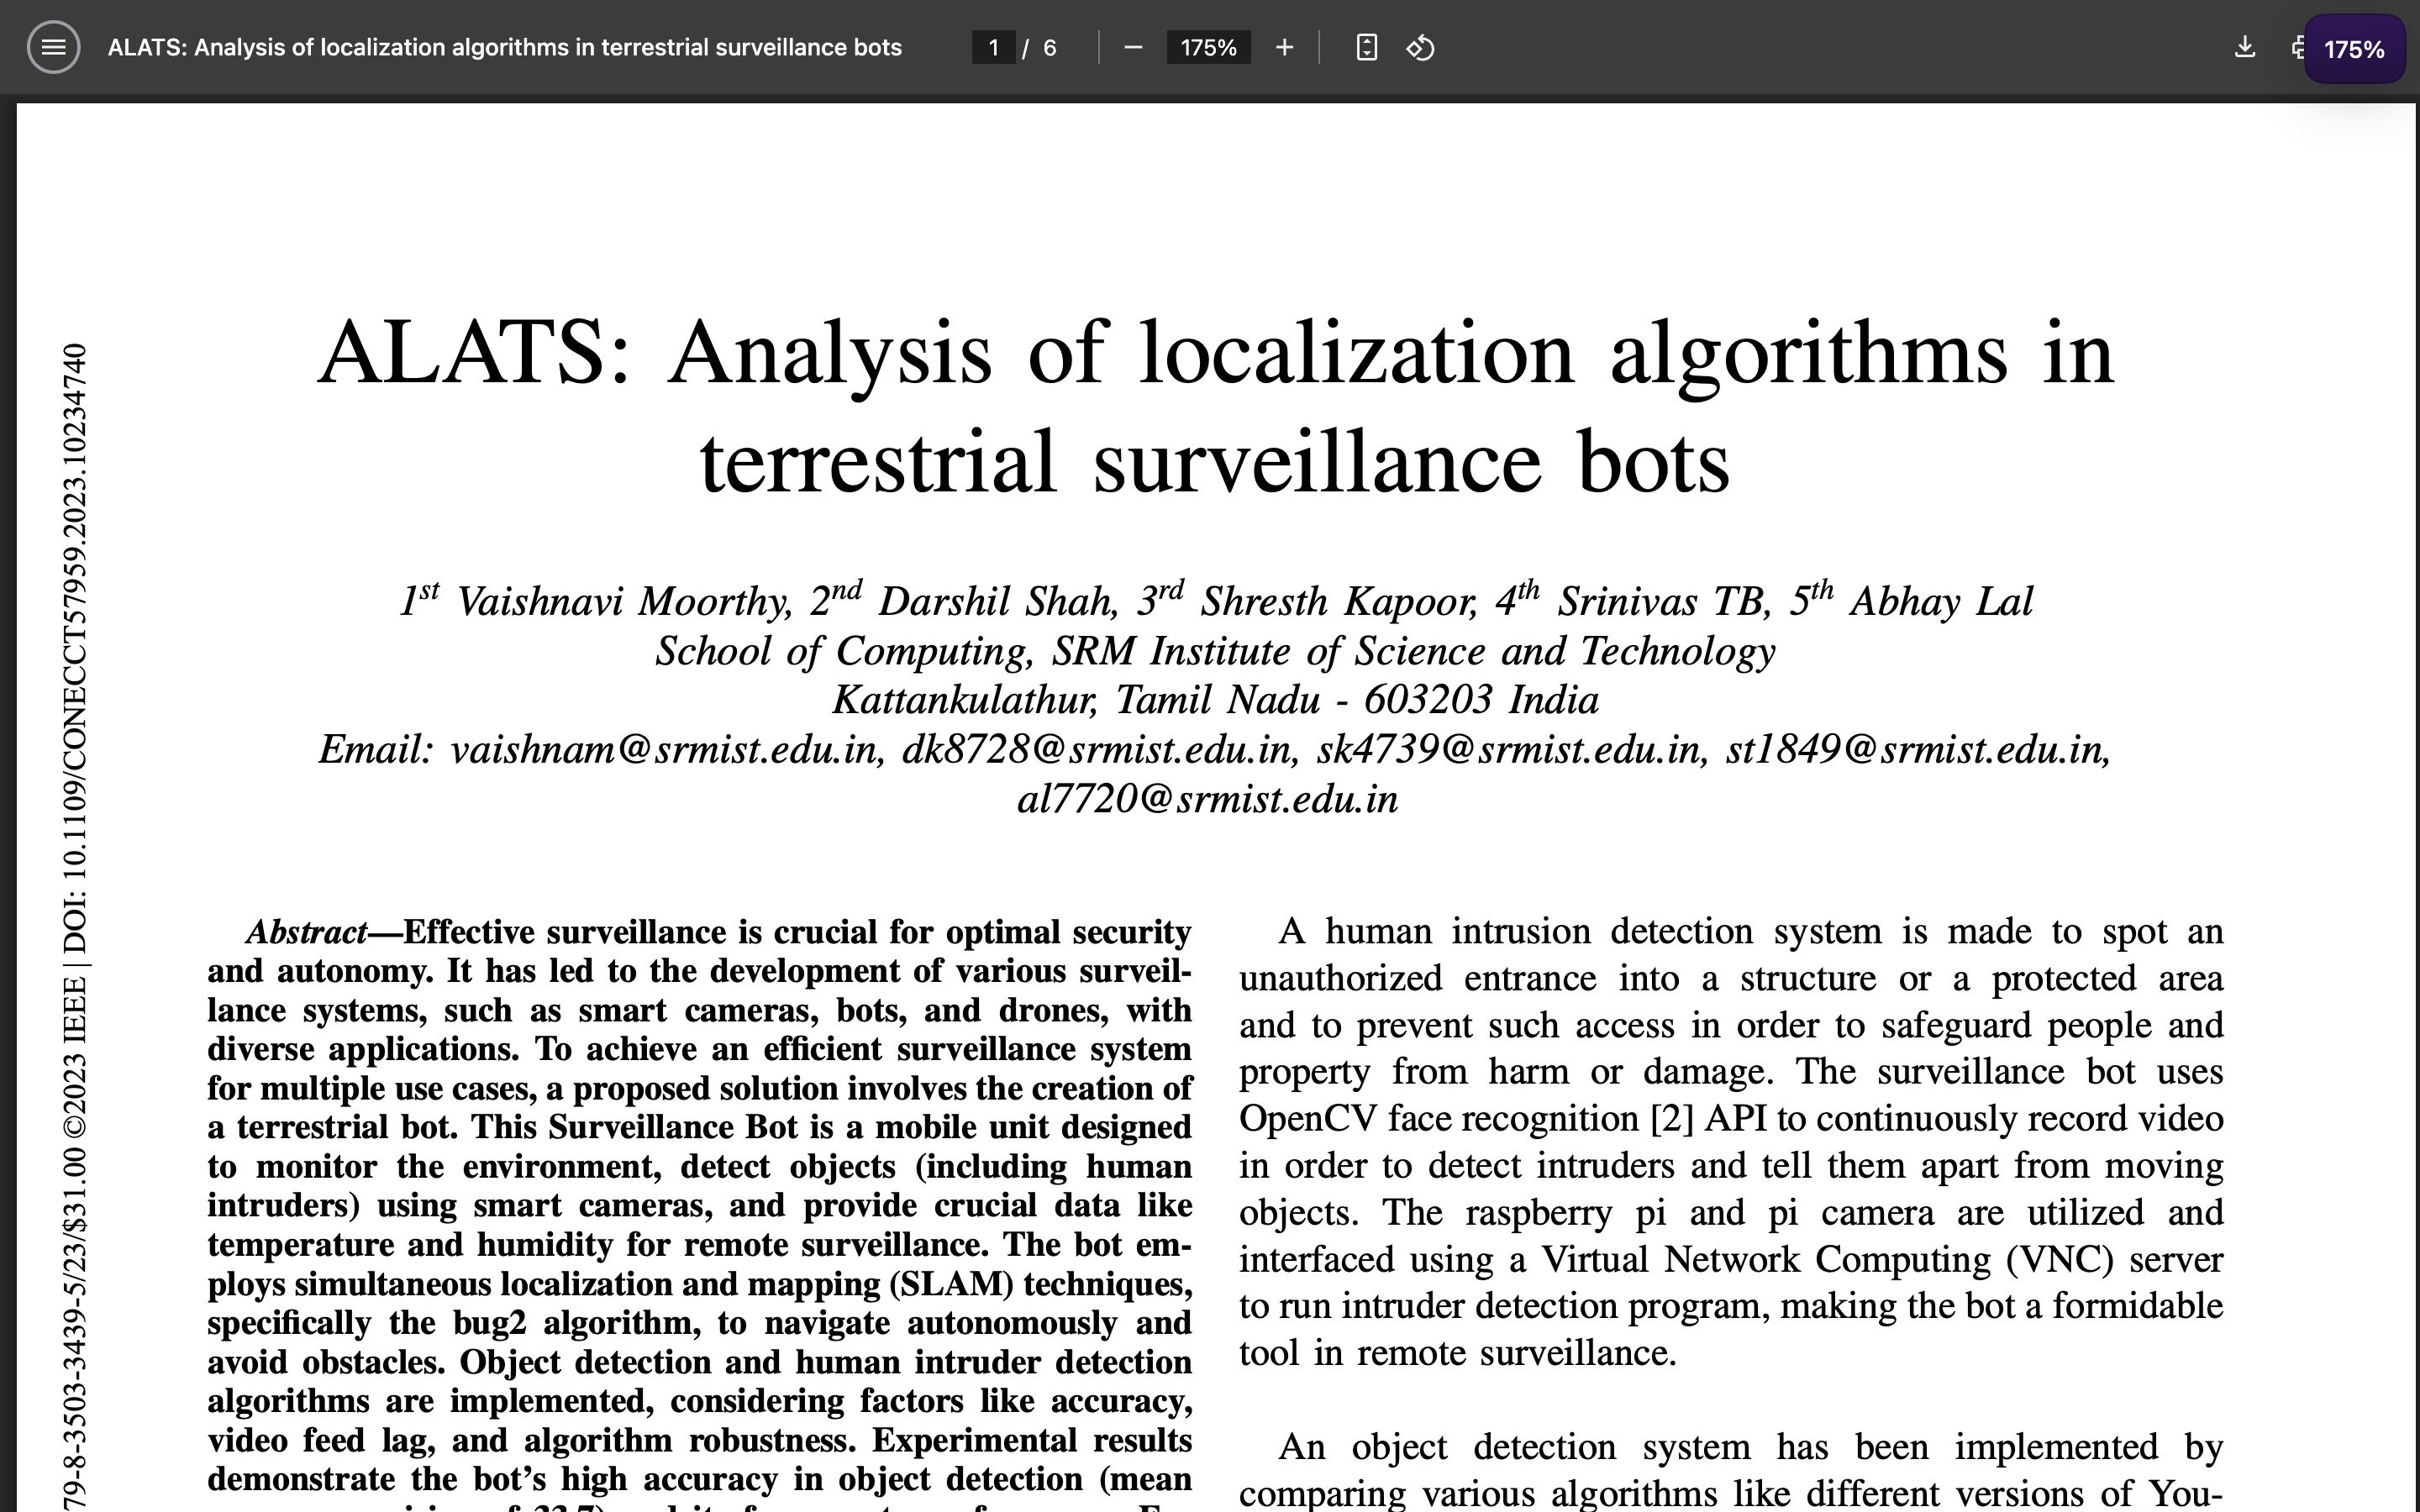 ALATS: Analysis of localization algorithms in terrestrial surveillance bots
1 / 6
175%
175%
ALATS: Analysis of localization algorithms in
terrestrial surveillance bots
1st Vaishnavi Moorthy, 2nd Darshil Shah, 3rd Shresth Kapoor, 4th Srinivas TB, 5th Abhay Lal
School of Computing, SRM Institute of Science and Technology
Kattankulathur, Tamil Nadu - 603203 India
Email: vaishnam@srmist.edu.in, dk8728@srmist.edu.in, sk4739@srmist.edu.in, st1849@srmist.edu.in,
al7720@srmist.edu.in
79-8-3503-3439-5/23/$31.00 ©2023 IEEE | DOI: 10.1109/CONECCT57959.2023.10234740
Abstract—Effective surveillance is crucial for optimal security
and autonomy. It has led to the development of various surveil-
lance systems, such as smart cameras, bots, and drones, with
diverse applications. To achieve an efficient surveillance system
for multiple use cases, a proposed solution involves the creation of
a terrestrial bot. This Surveillance Bot is a mobile unit designed
to monitor the environment, detect objects (including human
intruders) using smart cameras, and provide crucial data like
temperature and humidity for remote surveillance. The bot em-
ploys simultaneous localization and mapping (SLAM) techniques,
specifically the bug2 algorithm, to navigate autonomously and
avoid obstacles. Object detection and human intruder detection
algorithms are implemented, considering factors like accuracy,
video feed lag, and algorithm robustness. Experimental results
demonstrate the bot's high accuracy in object detection (mean
A human intrusion detection system is made to spot an
unauthorized entrance into a structure or a protected area
and to prevent such access in order to safeguard people and
property from harm or damage. The surveillance bot uses
OpenCV face recognition [2] API to continuously record video
in order to detect intruders and tell them apart from moving
objects. The raspberry pi and pi camera are utilized and
interfaced using a Virtual Network Computing (VNC) server
to run intruder detection program, making the bot a formidable
tool in remote surveillance.
An object detection system has been implemented by
comparing various algorithms like different versions of You-